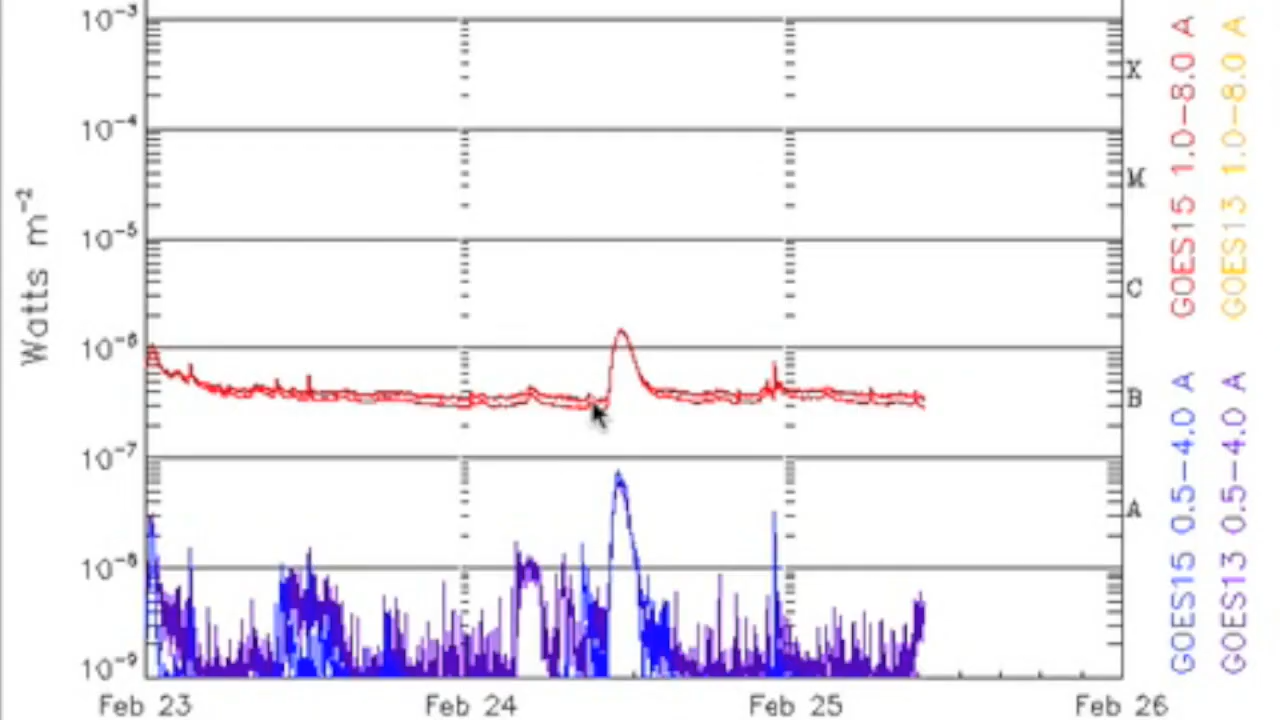 10⁻³
10⁻⁴
10⁻⁵
10⁻⁶
10⁻⁷
10⁻⁸
10⁻⁹
Watts m⁻²
X
M
C
B
A
Feb 23
Feb 24
Feb 25
Feb 26
GOES15 1.0–8.0 A
GOES13 1.0–8.0 A
GOES15 0.5–4.0 A
GOES13 0.5–4.0 A